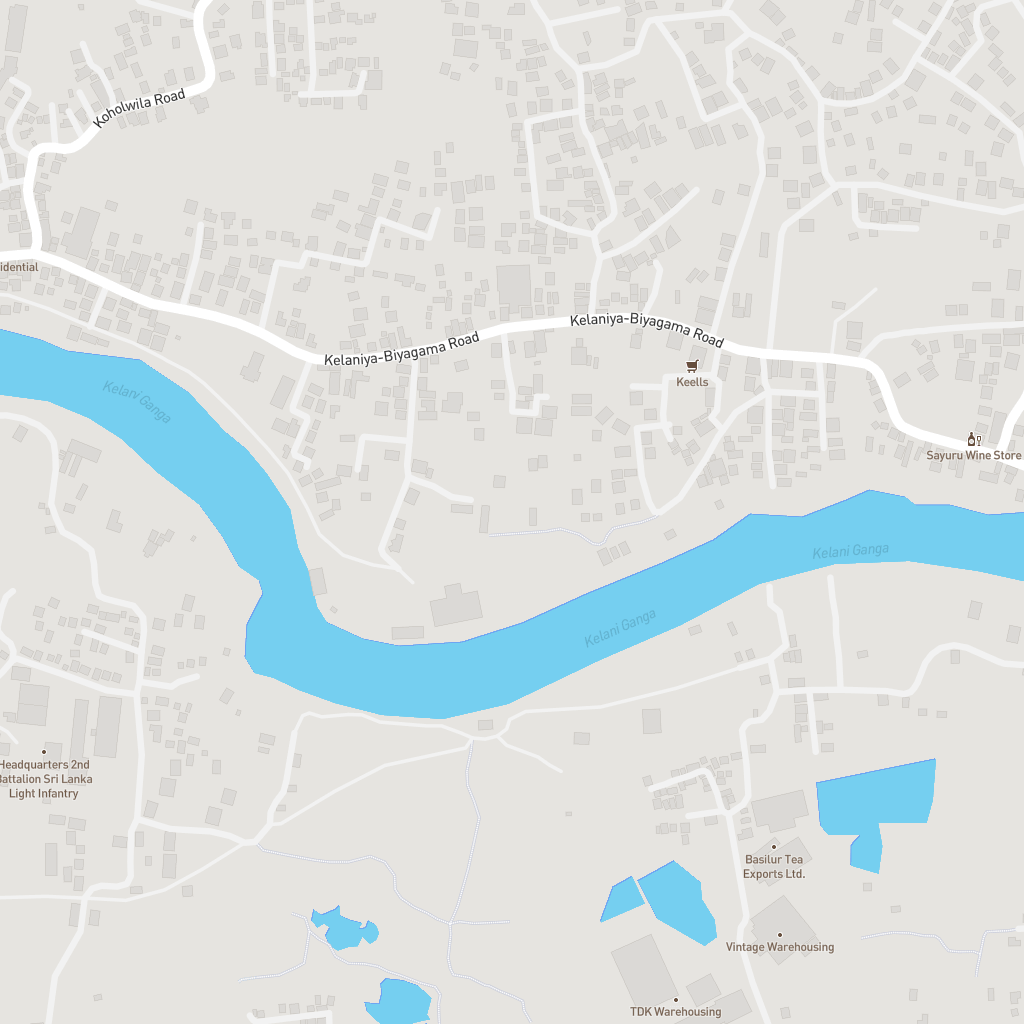 Koholwila Road
idential
Kelaniya-Biyagama Road
Kelaniya-Biyagama Road
Keells
Kelani Ganga
Sayuru Wine Store
Kelani Ganga
Kelani Ganga
Headquarters 2nd
Battalion Sri Lanka
Light Infantry
Basilur Tea
Exports Ltd.
Vintage Warehousing
TDK Warehousing